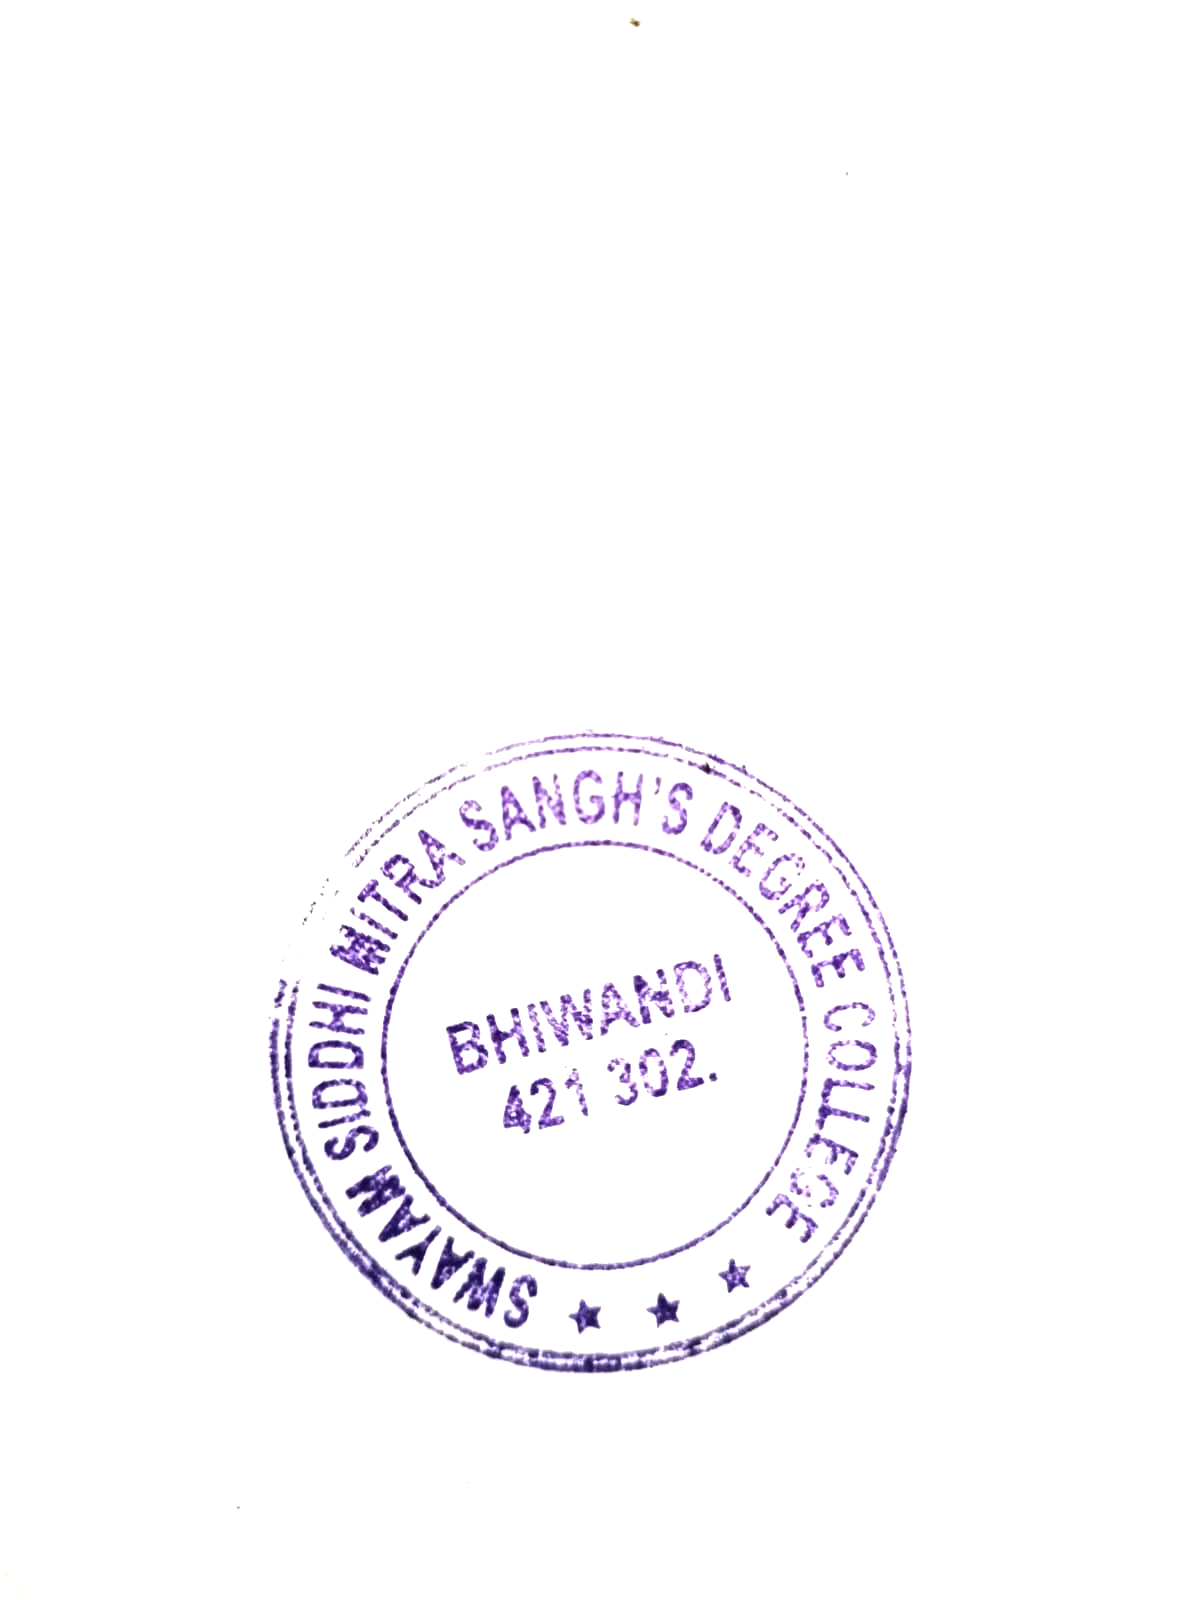 SWAYAM SIDDHI MITRA SANGH'S DEGREE COLLEGE
BHIWANDI
421 302.